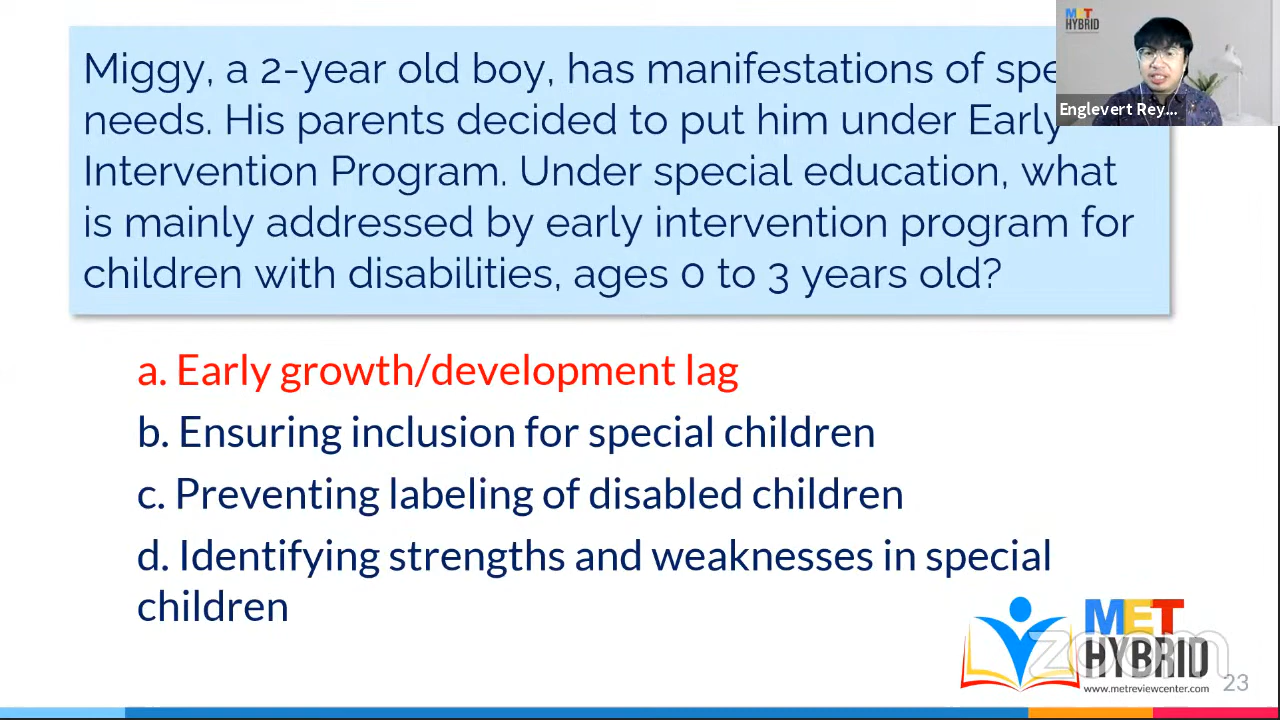 Miggy, a 2-year old boy, has manifestations of
needs. His parents decided to put him under Early
Intervention Program. Under special education, what
is mainly addressed by early intervention program for
children with disabilities, ages 0 to 3 years old?
a. Early growth/development lag
b. Ensuring inclusion for special children
c. Preventing labeling of disabled children
d. Identifying strengths and weaknesses in special
children
MET
HYBRID
Englevert Rey...
MET
HYBRID
zoom
www.metreviewcenter.com
23